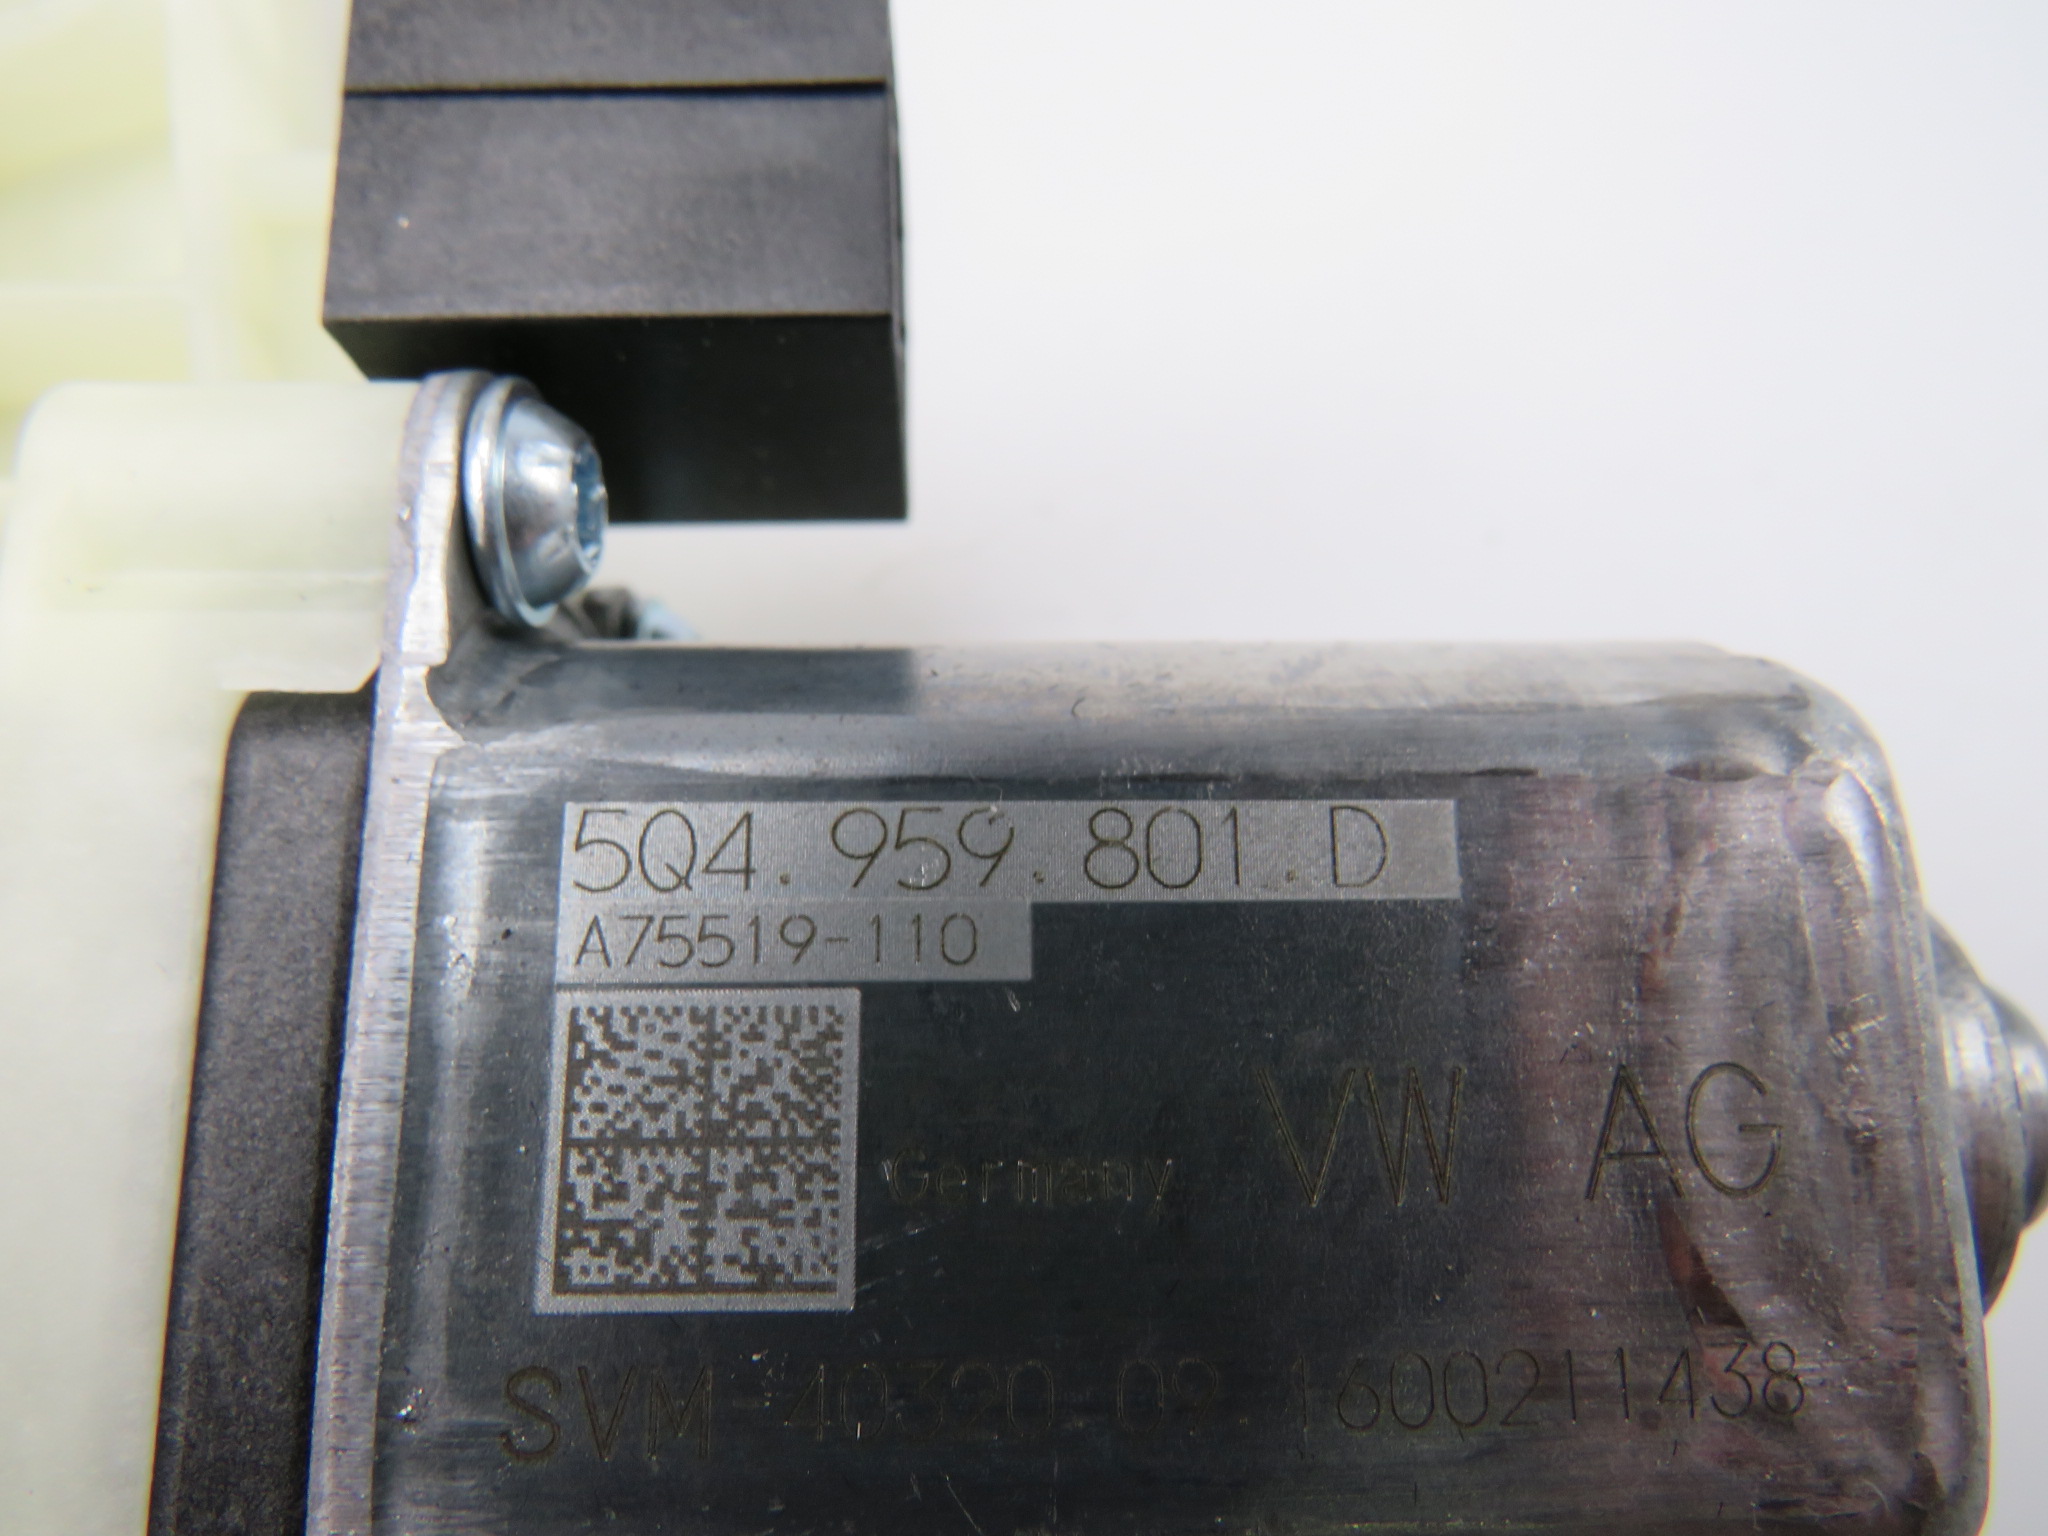 5Q4.959.801.D
A75519-110
Germany VW AG
SVM-40320 09.1600211438